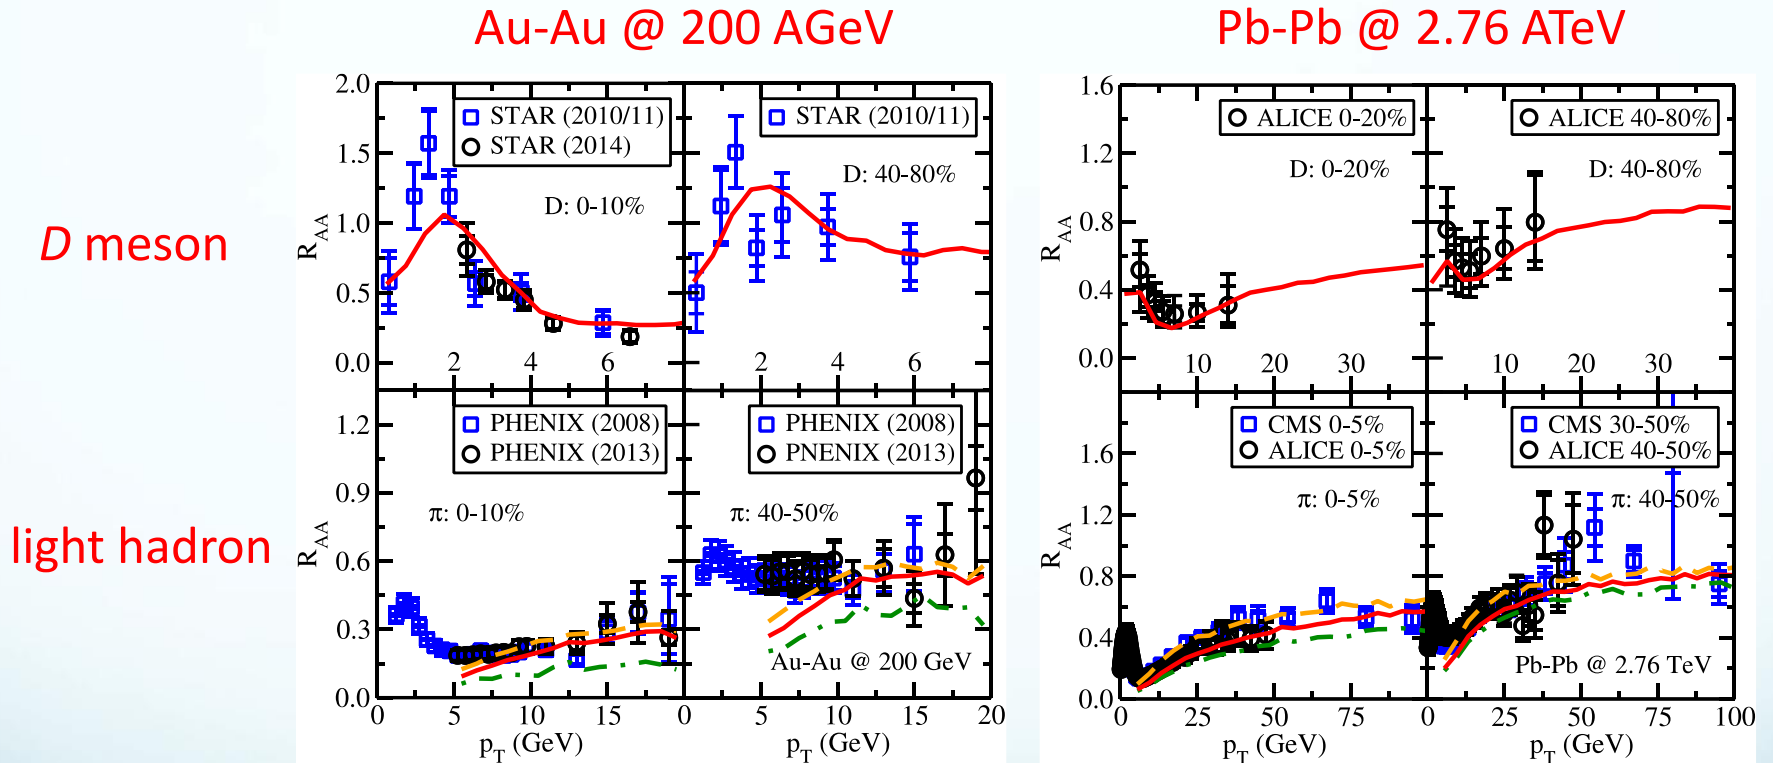 Au-Au @ 200 AGeV
Pb-Pb @ 2.76 ATeV
D meson
light hadron
2.0
1.5
1.0
0.5
0.0
R_AA
STAR (2010/11)
STAR (2014)
D: 0-10%
2 4 6
STAR (2010/11)
D: 40-80%
2 4 6
1.2
0.9
0.6
0.3
0.0
R_AA
PHENIX (2008)
PHENIX (2013)
π: 0-10%
PHENIX (2008)
PNENIX (2013)
π: 40-50%
Au-Au @ 200 GeV
0 5 10 15 0 5 10 15 20
p_T (GeV) p_T (GeV)
1.6
1.2
0.8
0.4
0.0
R_AA
ALICE 0-20%
D: 0-20%
10 20 30
ALICE 40-80%
D: 40-80%
10 20 30
1.6
1.2
0.8
0.4
0.0
R_AA
CMS 0-5%
ALICE 0-5%
π: 0-5%
CMS 30-50%
ALICE 40-50%
π: 40-50%
Pb-Pb @ 2.76 TeV
0 25 50 75 0 25 50 75 100
p_T (GeV) p_T (GeV)